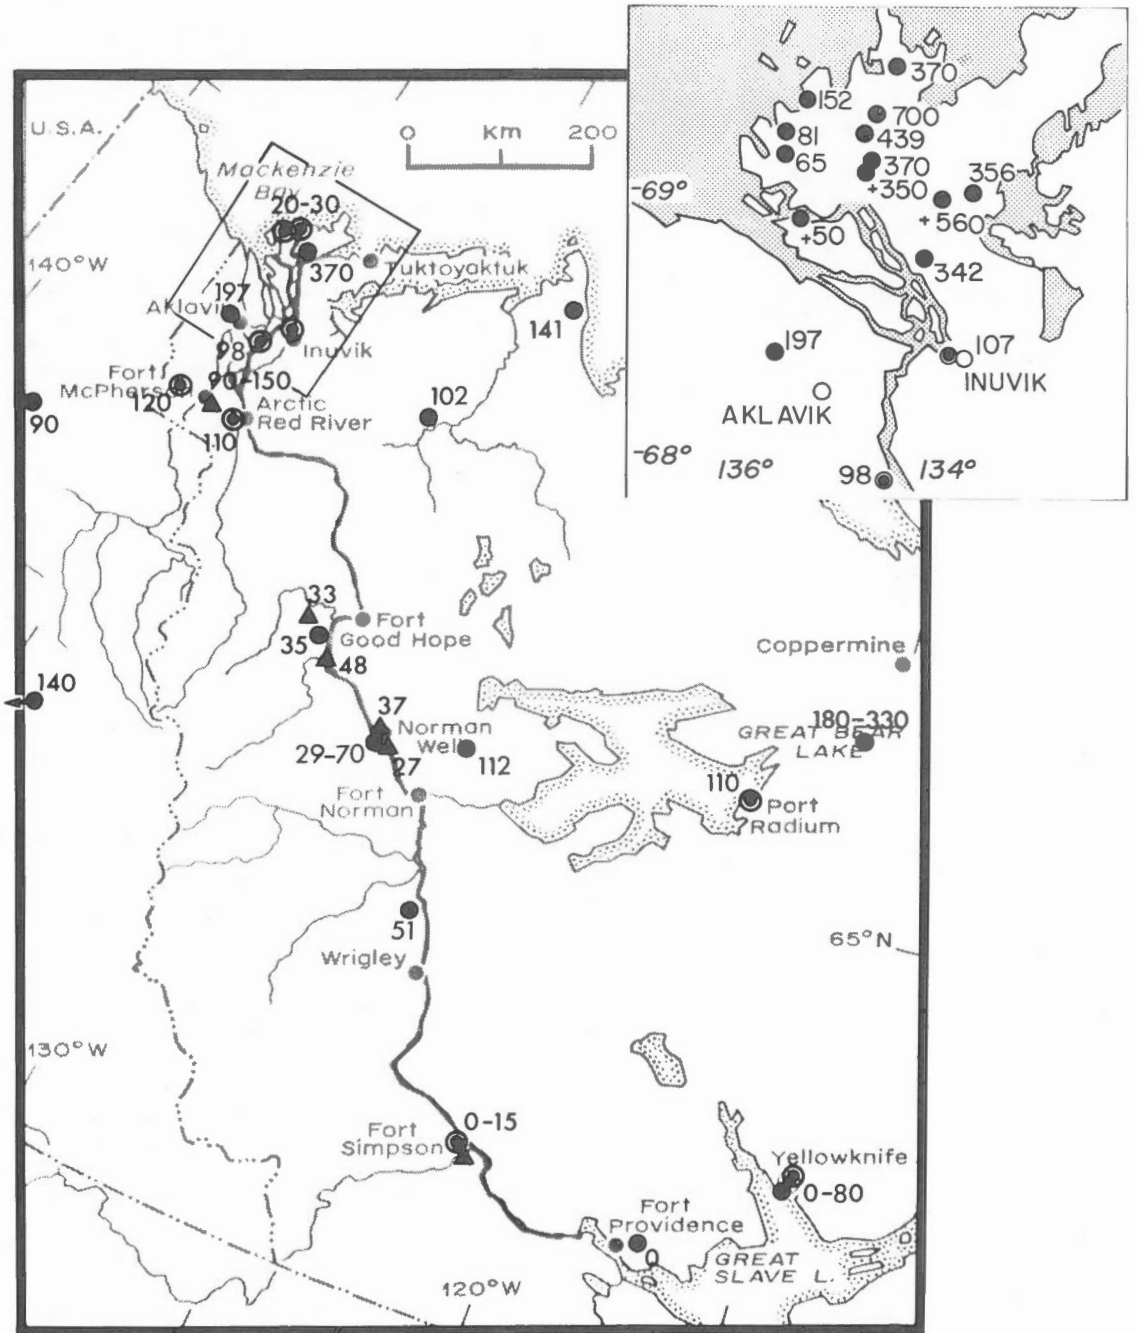 U.S.A.
0 Km 200
Mackenzie
Bay
20-30
370
Tuktoyaktuk
140°W
197
Aklavik
98
Inuvik
141
Fort
McPherson
90-150
120
90
Arctic
Red River
110
102
370
152
700
81
439
65
370
+350
356
-69°
+560
+50
342
197
107
INUVIK
AKLAVIK
-68°
136°
134°
98
33
Fort
Good Hope
35
48
Coppermine
140
37
Norman
Well
29-70
27
112
180-330
GREAT BEAR
LAKE
Fort
Norman
110
Port
Radium
51
65°N
Wrigley
130°W
0-15
Fort
Simpson
Yellowknife
0-80
Fort
Providence
0
GREAT
SLAVE L.
120°W